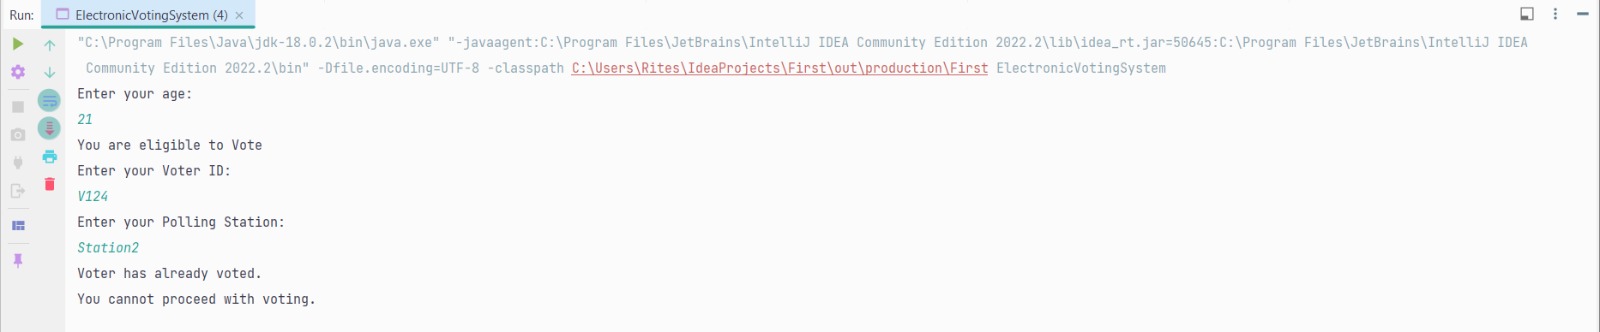 Run: ElectronicVotingSystem (4) ×
"C:\Program Files\Java\jdk-18.0.2\bin\java.exe" "-javaagent:C:\Program Files\JetBrains\IntelliJ IDEA Community Edition 2022.2\lib\idea_rt.jar=50645:C:\Program Files\JetBrains\IntelliJ IDEA
Community Edition 2022.2\bin" -Dfile.encoding=UTF-8 -classpath C:\Users\Rites\IdeaProjects\First\out\production\First ElectronicVotingSystem
Enter your age:
21
You are eligible to Vote
Enter your Voter ID:
V124
Enter your Polling Station:
Station2
Voter has already voted.
You cannot proceed with voting.